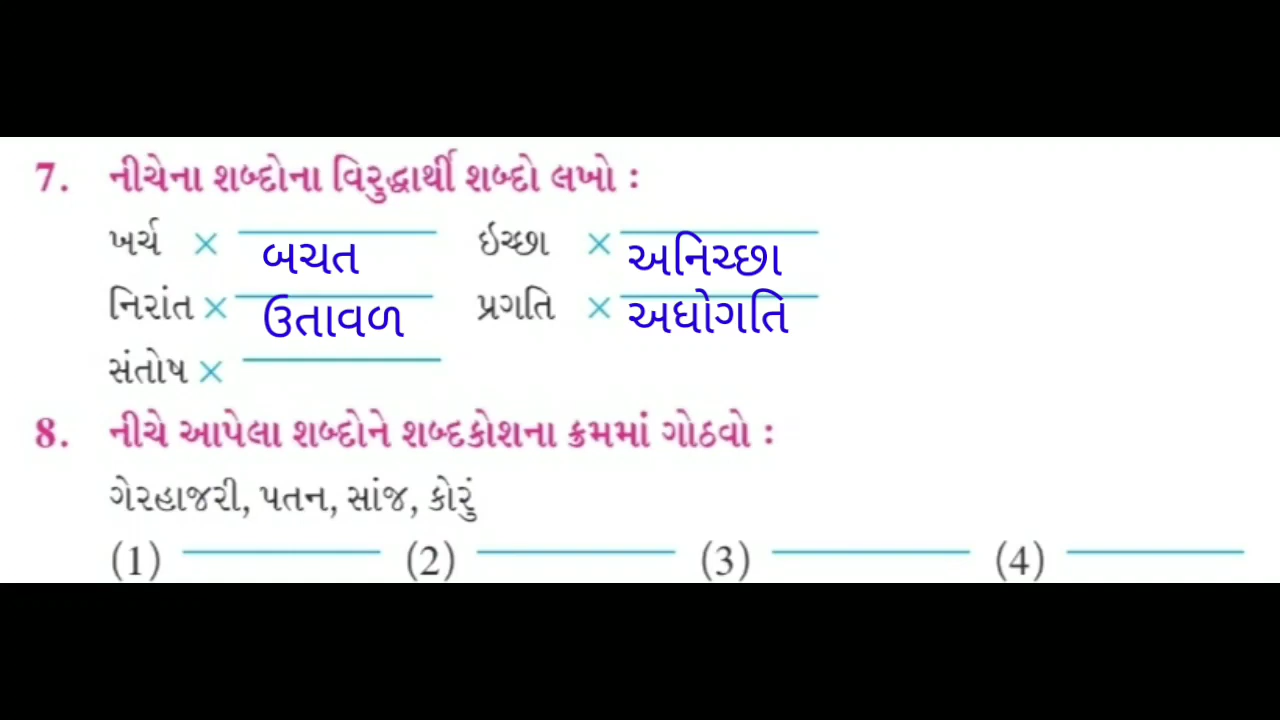 7. નીચેના શબ્દોના વિરુદ્ધાર્થી શબ્દો લખો :
ખર્ચ × બચત ઇચ્છા × અનિચ્છા
નિરાંત × ઉતાવળ પ્રગતિ × અધોગતિ
સંતોષ ×
8. નીચે આપેલા શબ્દોને શબ્દકોશના ક્રમમાં ગોઠવો :
ગેરહાજરી, પતન, સાંજ, કોરું
(1) (2) (3) (4)